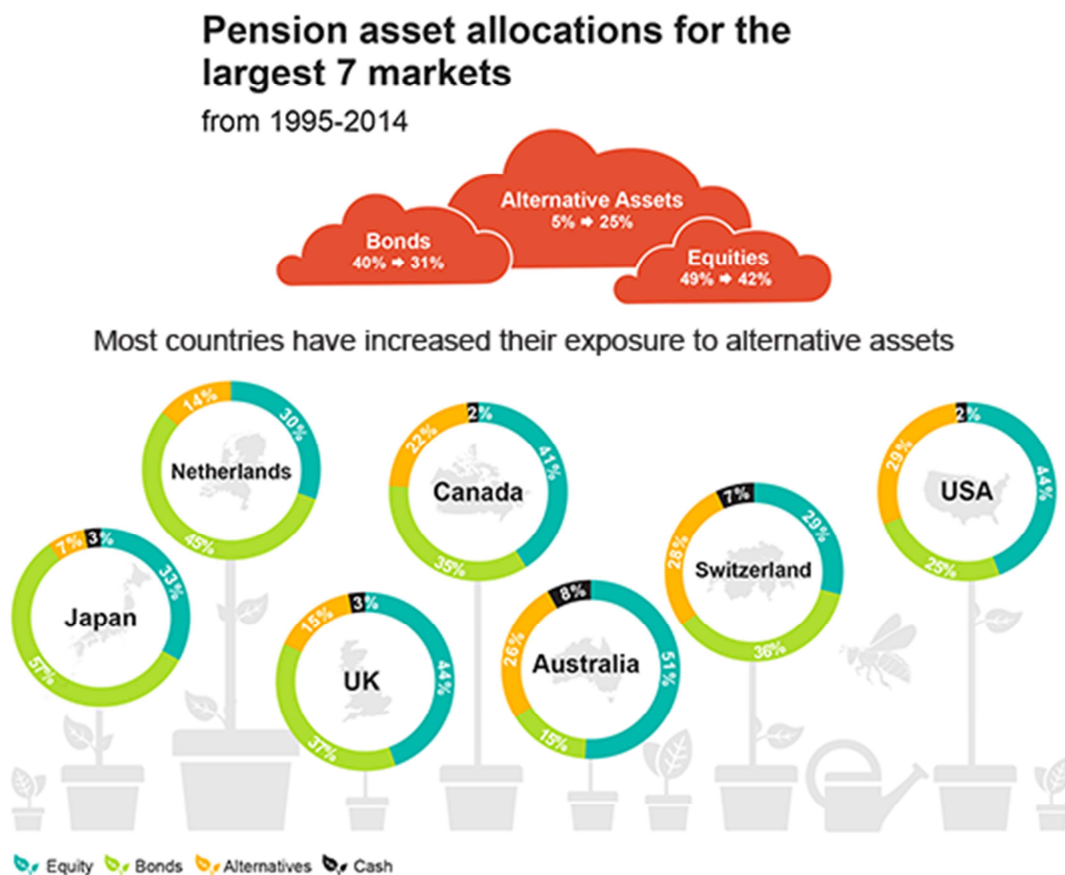 Pension asset allocations for the
largest 7 markets
from 1995-2014
Alternative Assets
5% ➡ 25%
Bonds
40% ➡ 31%
Equities
49% ➡ 42%
Most countries have increased their exposure to alternative assets
14%
30%
Netherlands
45%
2%
22%
41%
Canada
35%
2%
29%
44%
USA
25%
7%
29%
28%
Switzerland
36%
7%
3%
33%
Japan
57%
3%
15%
44%
UK
37%
8%
26%
51%
Australia
15%
Equity Bonds Alternatives Cash